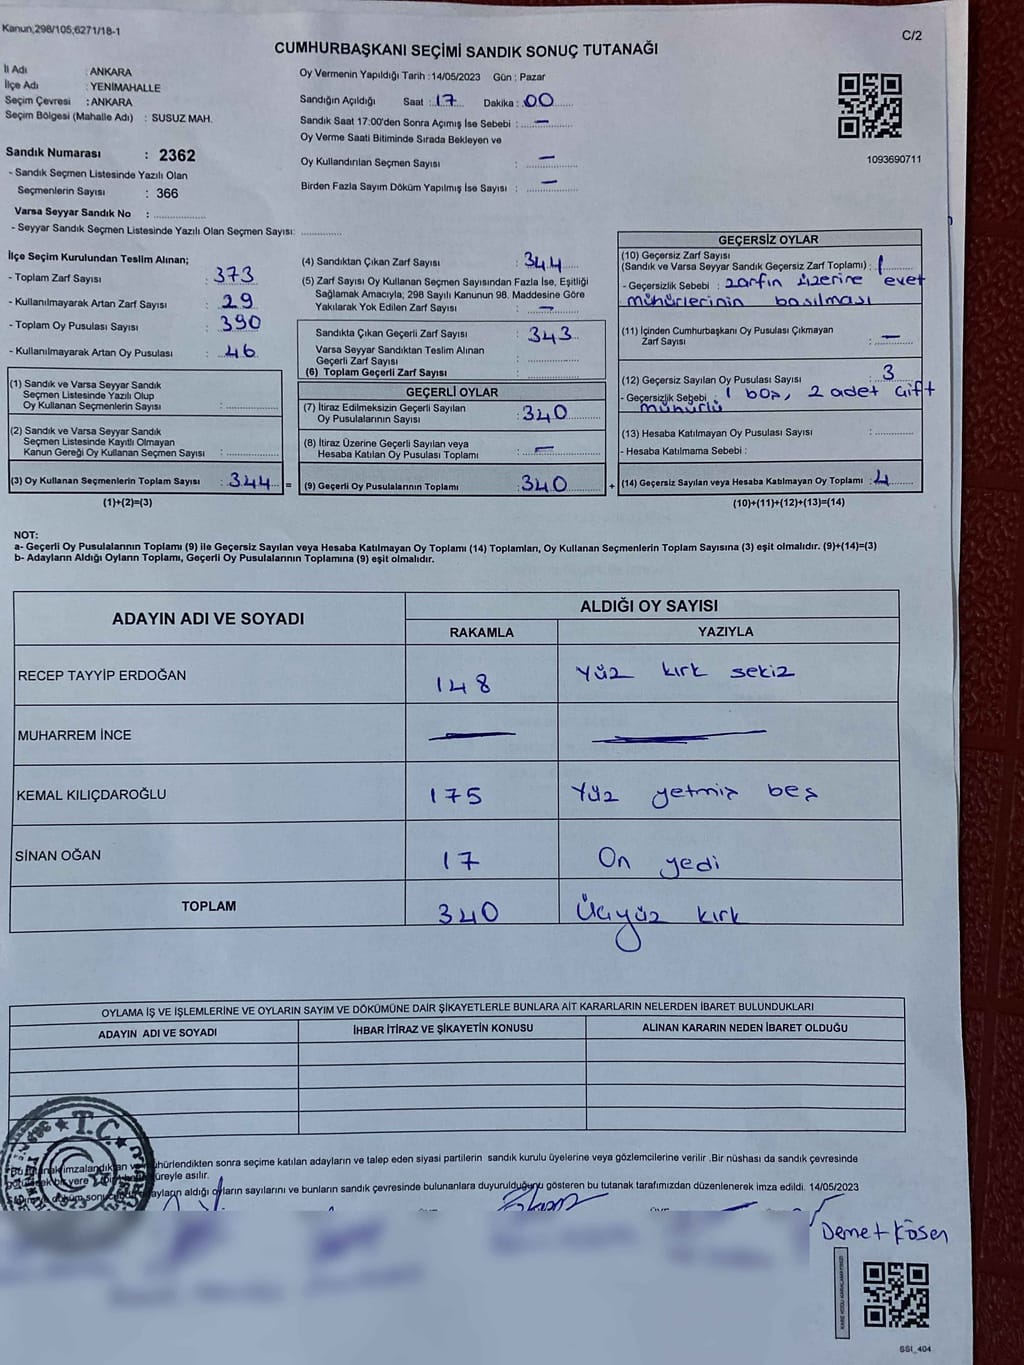 Kanun,298/105,6271/18-1
C/2
CUMHURBAŞKANI SEÇİMİ SANDIK SONUÇ TUTANAĞI
İl Adı : ANKARA
İlçe Adı : YENİMAHALLE
Seçim Çevresi : ANKARA
Seçim Bölgesi (Mahalle Adı) : SUSUZ MAH.
Sandık Numarası : 2362
- Sandık Seçmen Listesinde Yazılı Olan
Seçmenlerin Sayısı : 366
Varsa Seyyar Sandık No :
- Seyyar Sandık Seçmen Listesinde Yazılı Olan Seçmen Sayısı:
Oy Vermenin Yapıldığı Tarih :14/05/2023 Gün : Pazar
Sandığın Açıldığı Saat : 17 Dakika : 00
Sandık Saat 17:00'den Sonra Açımış İse Sebebi : —
Oy Verme Saati Bitiminde Sırada Bekleyen ve
Oy Kullandırılan Seçmen Sayısı : —
Birden Fazla Sayım Döküm Yapılmış İse Sayısı : —
1093690711
İlçe Seçim Kurulundan Teslim Alınan;
- Toplam Zarf Sayısı : 373
- Kullanılmayarak Artan Zarf Sayısı : 29
- Toplam Oy Pusulası Sayısı : 390
- Kullanılmayarak Artan Oy Pusulası : 46
(1) Sandık ve Varsa Seyyar Sandık
Seçmen Listesinde Yazılı Olup
Oy Kullanan Seçmenlerin Sayısı :
(2) Sandık ve Varsa Seyyar Sandık
Seçmen Listesinde Kayıtlı Olmayan
Kanun Gereği Oy Kullanan Seçmen Sayısı :
(3) Oy Kullanan Seçmenlerin Toplam Sayısı : 344 =
(1)+(2)=(3)
(4) Sandıktan Çıkan Zarf Sayısı : 344
(5) Zarf Sayısı Oy Kullanan Seçmen Sayısından Fazla İse, Eşitliği
Sağlamak Amacıyla; 298 Sayılı Kanunun 98. Maddesine Göre
Yakılarak Yok Edilen Zarf Sayısı : —
Sandıkta Çıkan Geçerli Zarf Sayısı : 343
Varsa Seyyar Sandıktan Teslim Alınan
Geçerli Zarf Sayısı :
(6) Toplam Geçerli Zarf Sayısı :
GEÇERLİ OYLAR
(7) İtiraz Edilmeksizin Geçerli Sayılan
Oy Pusulasının Sayısı : 340
(8) İtiraz Üzerine Geçerli Sayılan veya
Hesaba Katılan Oy Pusulası Toplamı : —
(9) Geçerli Oy Pusulalarının Toplamı : 340 +
GEÇERSİZ OYLAR
(10) Geçersiz Zarf Sayısı
(Sandık ve Varsa Seyyar Sandık Geçersiz Zarf Toplamı) : 1
- Geçersizlik Sebebi : zarfın üzerine evet
mühürlerinin basılması
(11) İçinden Cumhurbaşkanı Oy Pusulası Çıkmayan
Zarf Sayısı : —
(12) Geçersiz Sayılan Oy Pusulası Sayısı : 3
- Geçersizlik Sebebi : 1 boş, 2 adet çift
mühürlü
(13) Hesaba Katılmayan Oy Pusulası Sayısı :
- Hesaba Katılmama Sebebi :
(14) Geçersiz Sayılan veya Hesaba Katılmayan Oy Toplamı : 4
(10)+(11)+(12)+(13)=(14)
NOT:
a- Geçerli Oy Pusulalarının Toplamı (9) ile Geçersiz Sayılan veya Hesaba Katılmayan Oy Toplamı (14) Toplamları, Oy Kullanan Seçmenlerin Toplam Sayısına (3) eşit olmalıdır. (9)+(14)=(3)
b- Adayların Aldığı Oyların Toplamı, Geçerli Oy Pusulalarının Toplamına (9) eşit olmalıdır.
ADAYIN ADI VE SOYADI
ALDIĞI OY SAYISI
RAKAMLA YAZIYLA
RECEP TAYYİP ERDOĞAN 148 Yüz kırk sekiz
MUHARREM İNCE — —
KEMAL KILIÇDAROĞLU 175 Yüz yetmiş beş
SİNAN OĞAN 17 On yedi
TOPLAM 340 Üçyüz kırk
OYLAMA İŞ VE İŞLEMLERİNE VE OYLARIN SAYIM VE DÖKÜMÜNE DAİR ŞİKAYETLERLE BUNLARA AİT KARARLARIN NELERDEN İBARET BULUNDUKLARI
ADAYIN ADI VE SOYADI İHBAR İTİRAZ VE ŞİKAYETİN KONUSU ALINAN KARARIN NEDEN İBARET OLDUĞU
T.C.
Bu tutanak imzalandıktan ve mühürlendikten sonra seçime katılan adayların ve talep eden siyasi partilerin sandık kurulu üyelerine veya gözlemcilerine verilir .Bir nüshası da sandık çevresinde
süreyle asılır.
adayların aldığı oyların sayılarını ve bunların sandık çevresinde bulunanlara duyurulduğunu gösteren bu tutanak tarafımızdan düzenlenerek imza edildi. 14/05/2023
Demet Kösen
SSI_404